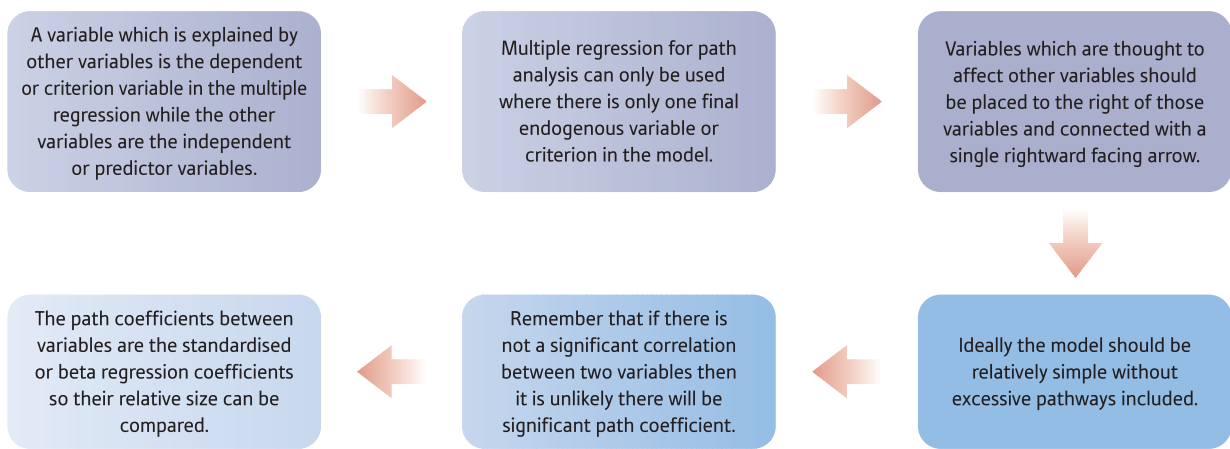 A variable which is explained by
other variables is the dependent
or criterion variable in the multiple
regression while the other
variables are the independent
or predictor variables.
Multiple regression for path
analysis can only be used
where there is only one final
endogenous variable or
criterion in the model.
Variables which are thought to
affect other variables should
be placed to the right of those
variables and connected with a
single rightward facing arrow.
Ideally the model should be
relatively simple without
excessive pathways included.
Remember that if there is
not a significant correlation
between two variables then
it is unlikely there will be
significant path coefficient.
The path coefficients between
variables are the standardised
or beta regression coefficients
so their relative size can be
compared.